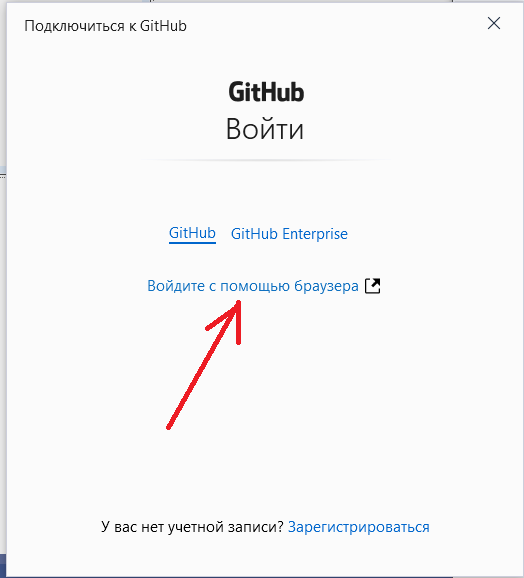 Подключиться к GitHub
GitHub
Войти
GitHub GitHub Enterprise
Войдите с помощью браузера
У вас нет учетной записи? Зарегистрироваться